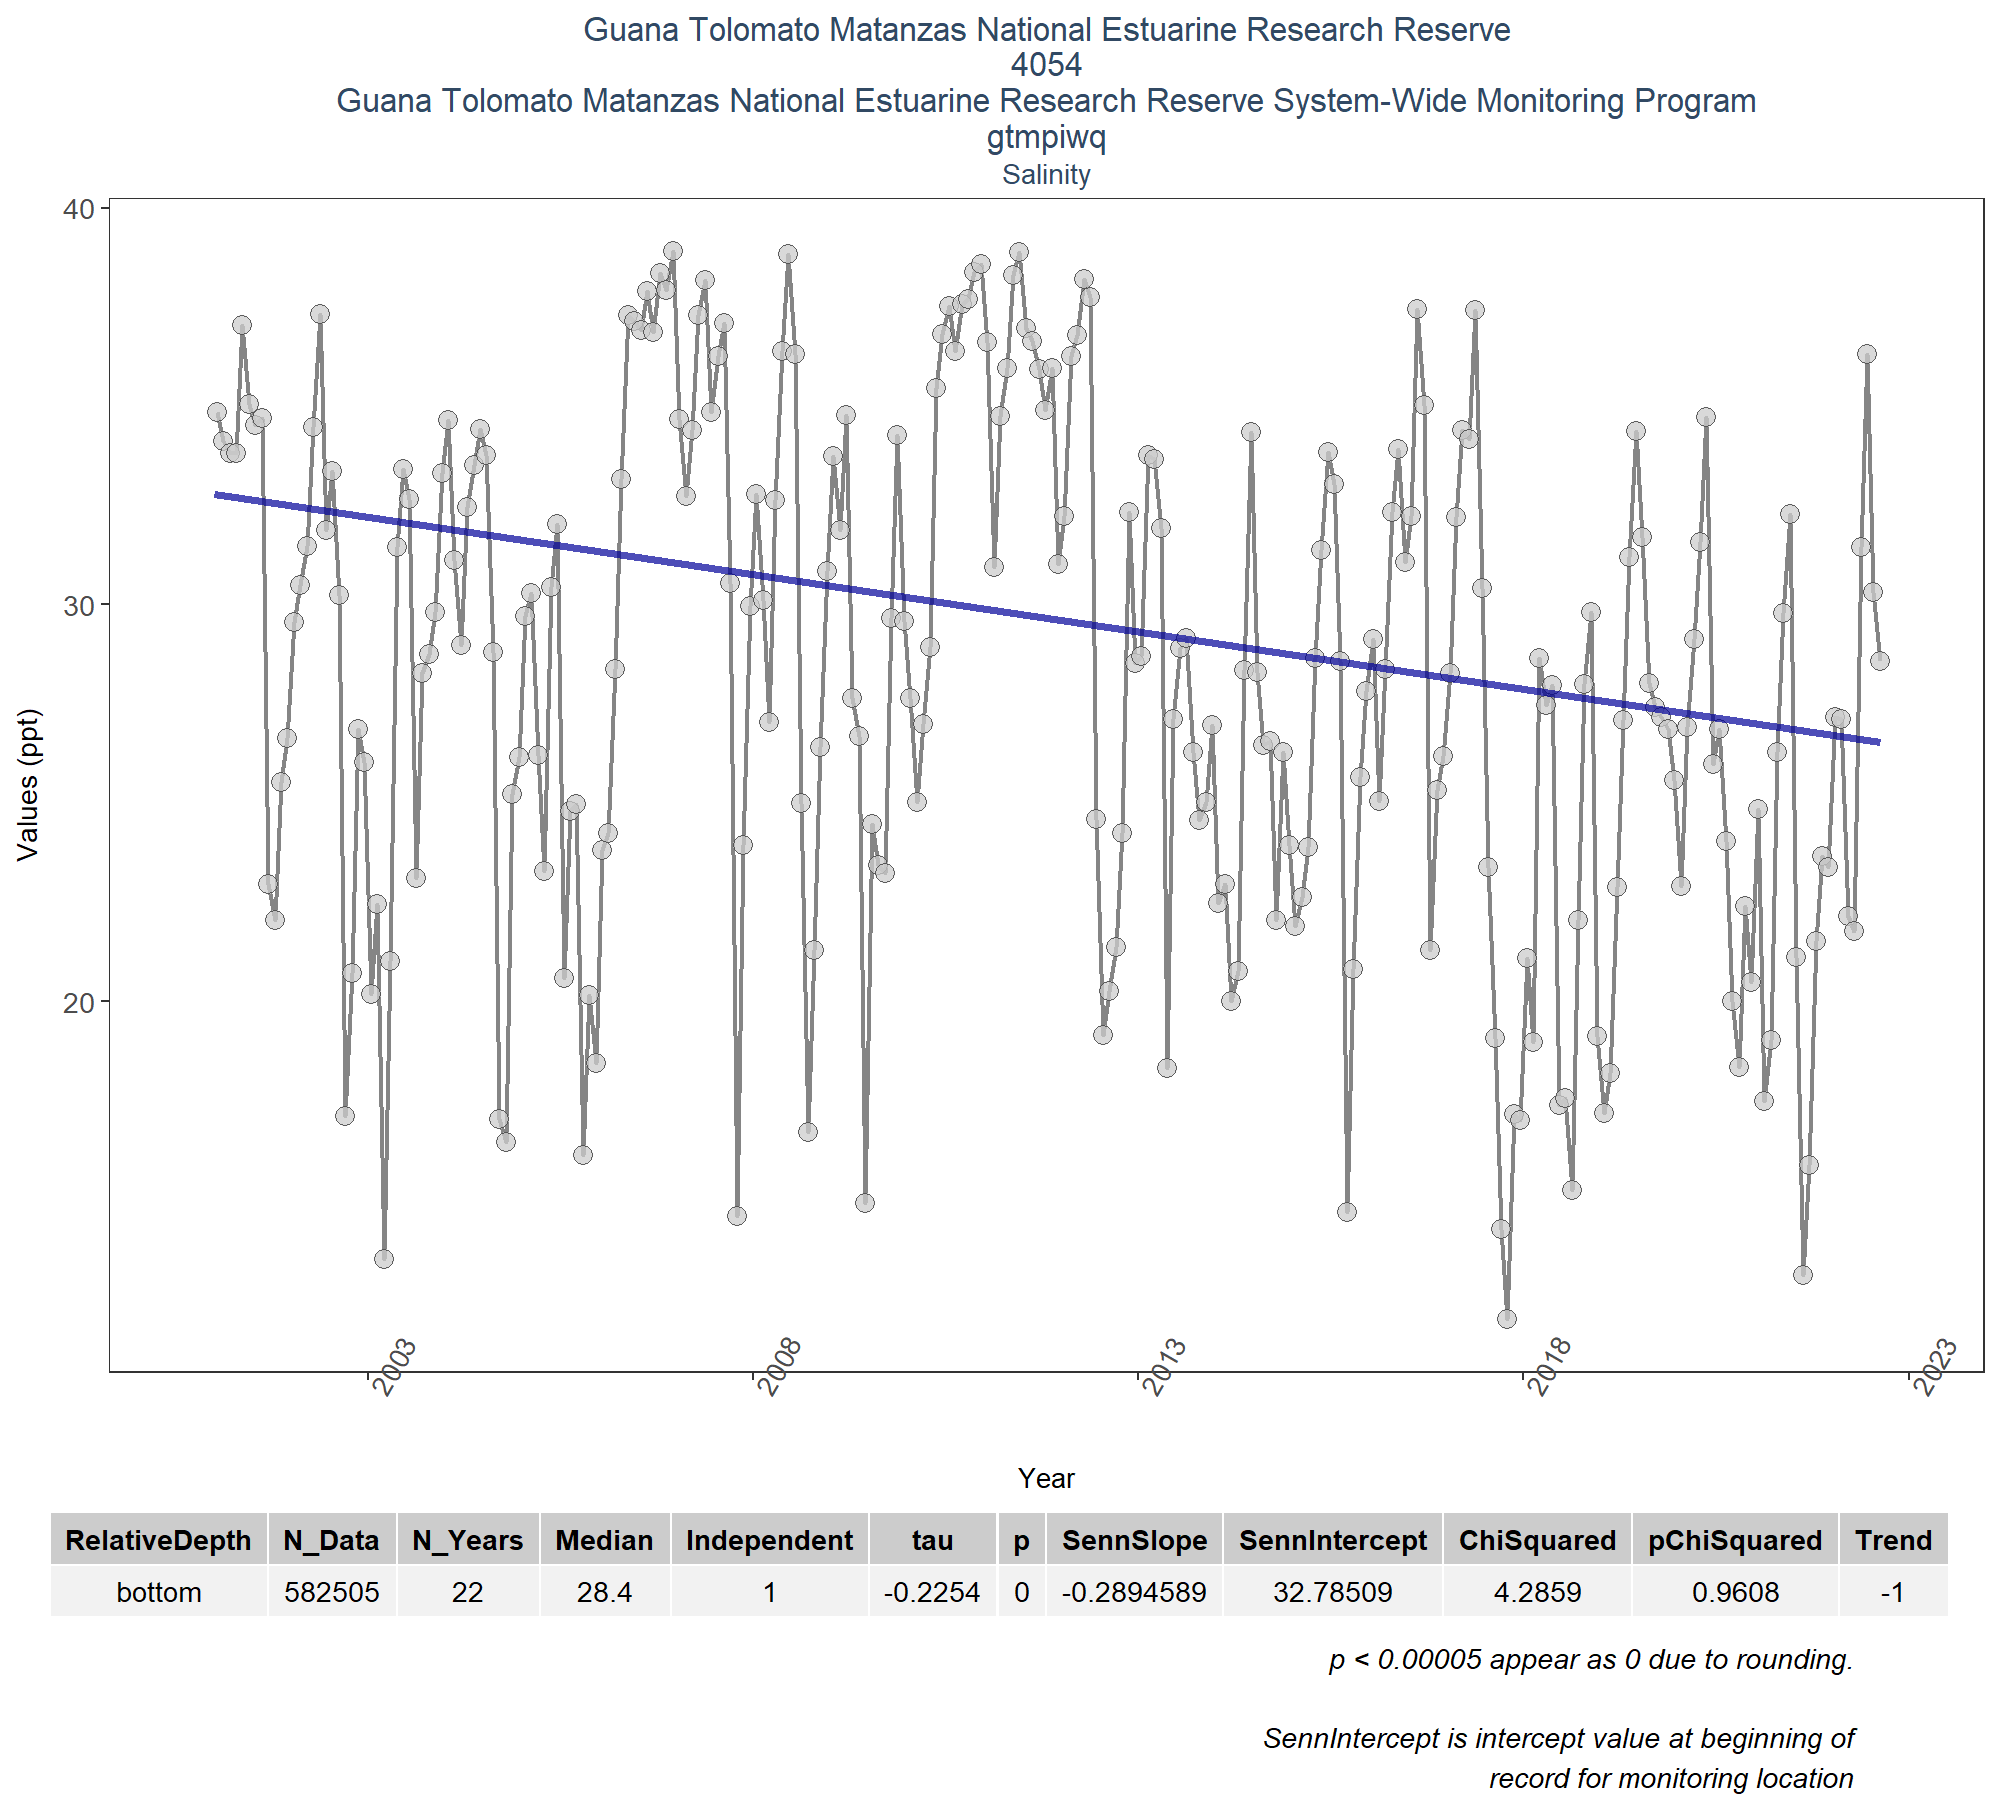 Guana Tolomato Matanzas National Estuarine Research Reserve
4054
Guana Tolomato Matanzas National Estuarine Research Reserve System-Wide Monitoring Program
gtmpiwq
Salinity
40
30
20
Values (ppt)
2003 2008 2013 2018 2023
Year
RelativeDepth N_Data N_Years Median Independent tau p SennSlope SennIntercept ChiSquared pChiSquared Trend
bottom 582505 22 28.4 1 -0.2254 0 -0.2894589 32.78509 4.2859 0.9608 -1
p < 0.00005 appear as 0 due to rounding.
SennIntercept is intercept value at beginning of
record for monitoring location